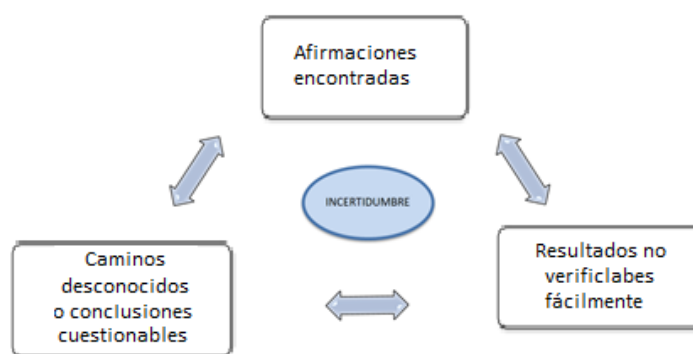 Afirmaciones
encontradas
INCERTIDUMBRE
Caminos
desconocidos
o conclusiones
cuestionables
Resultados no
verificlabes
fácilmente